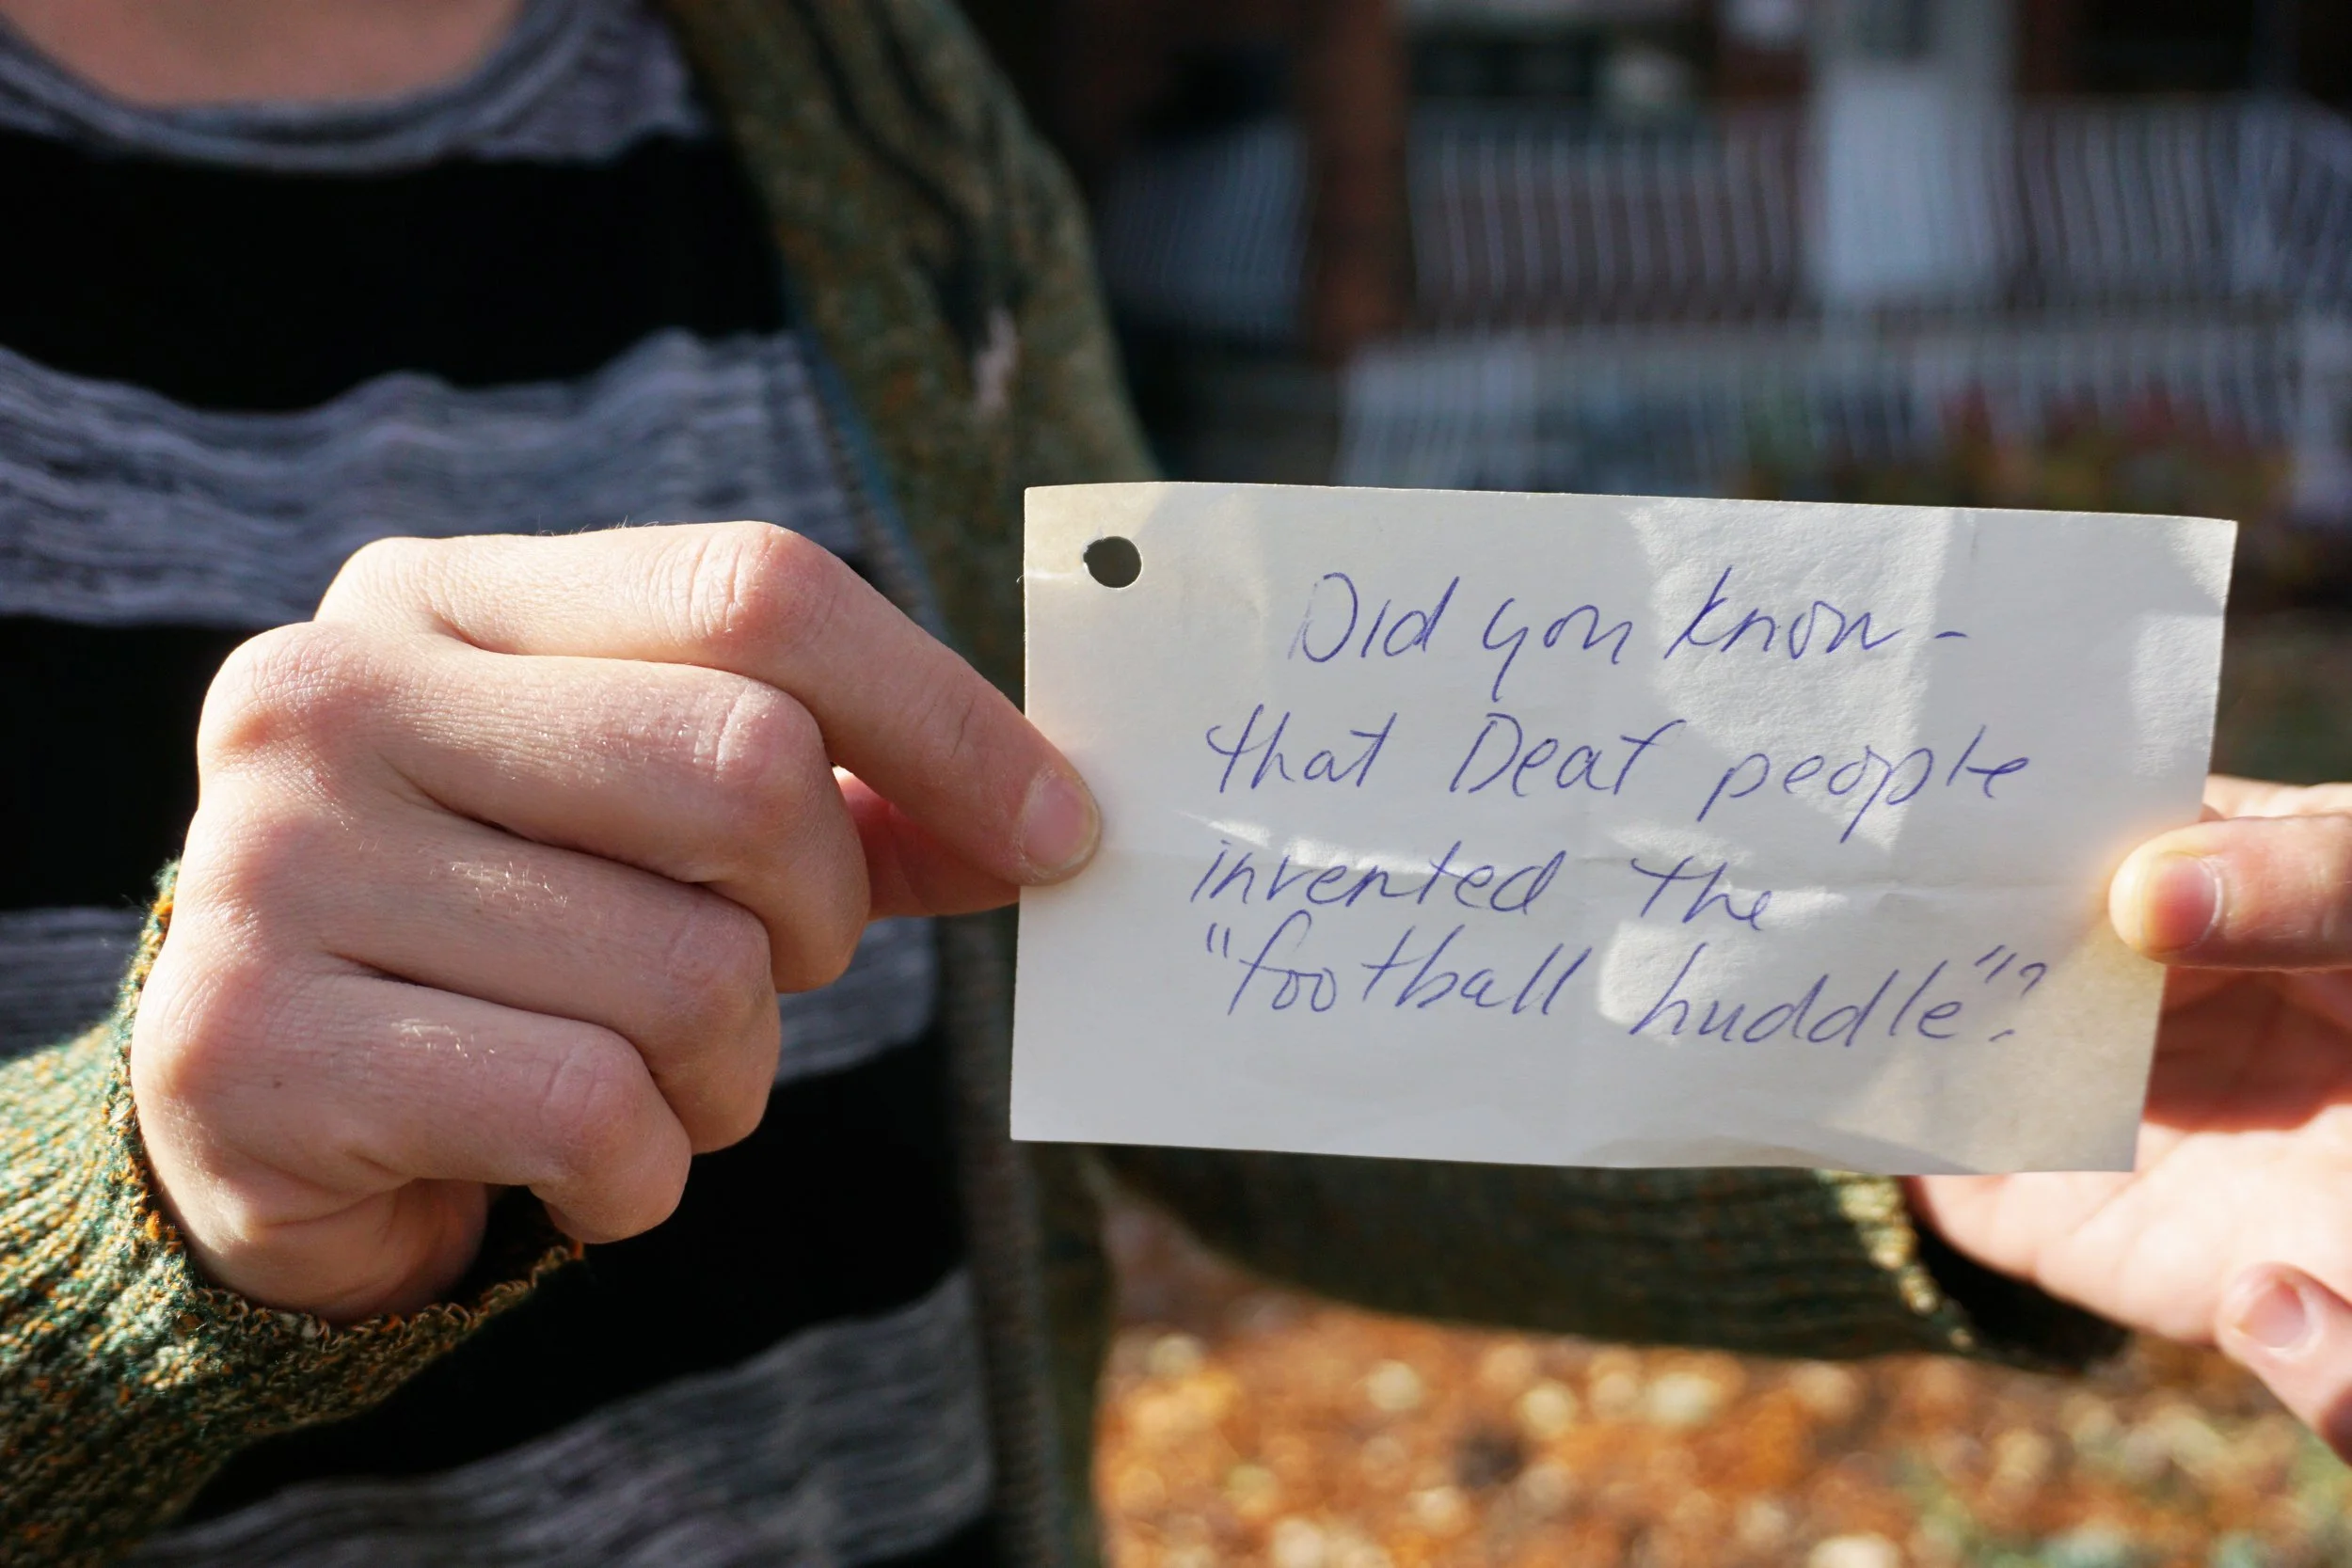 Did you know -
that Deaf people
invented the
"football huddle"?